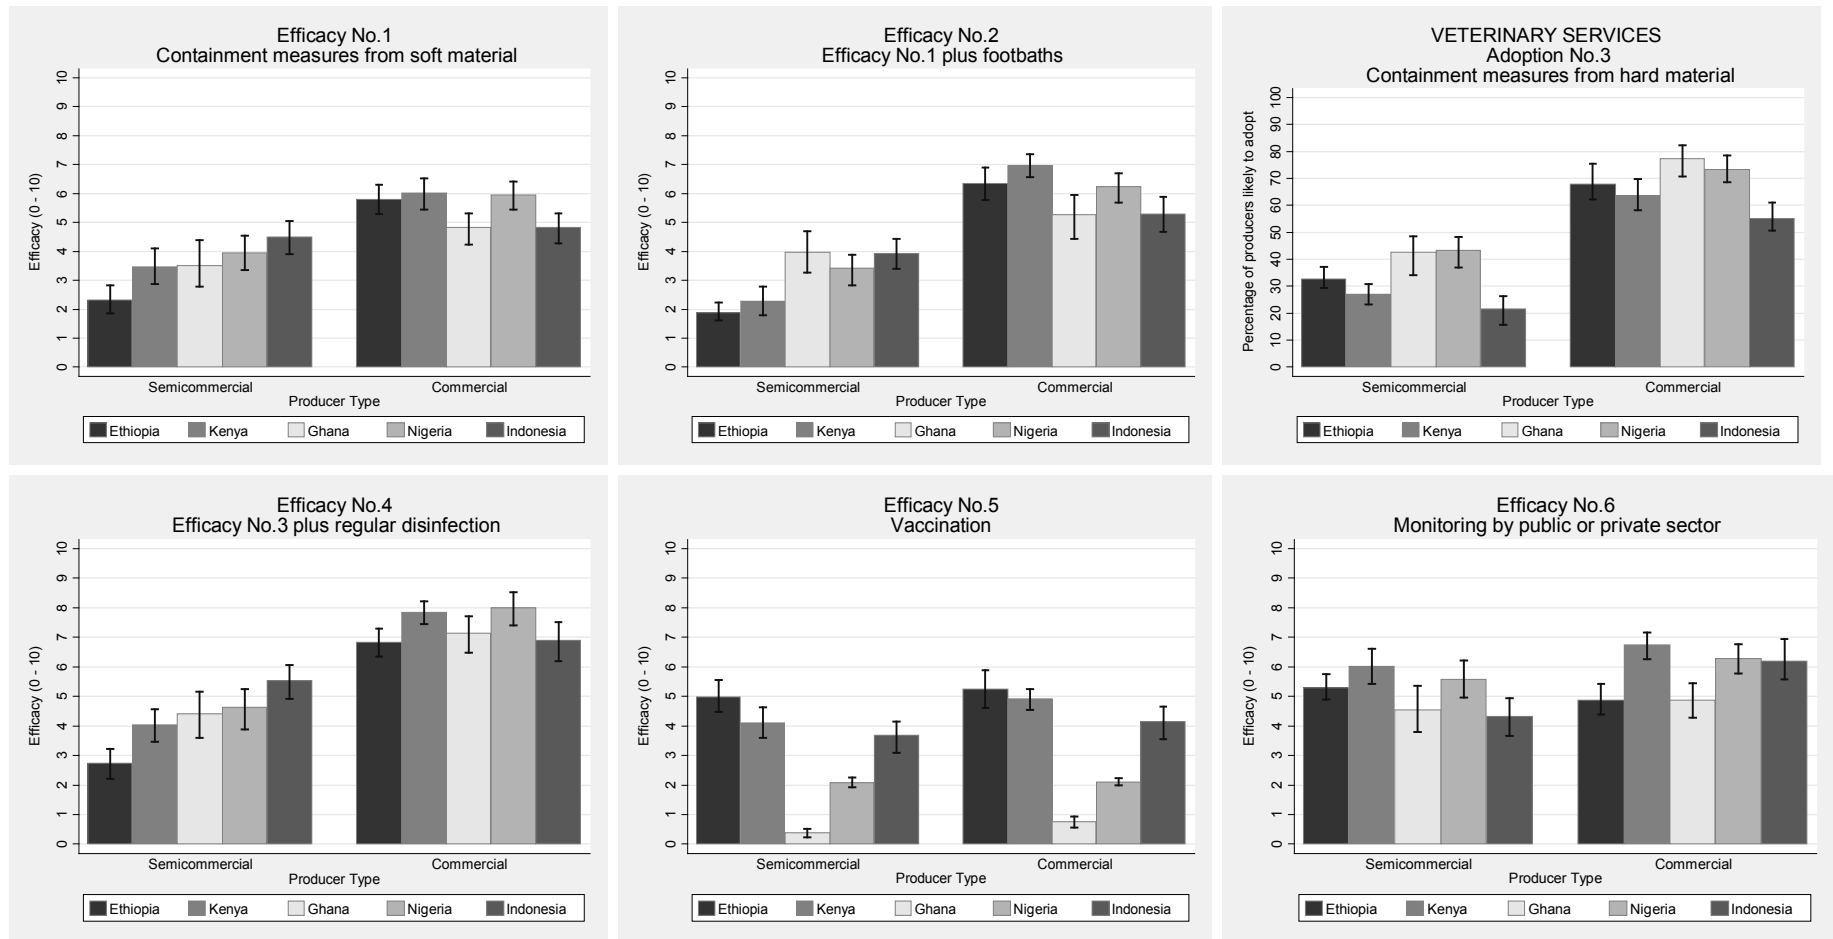 Efficacy No.1
Containment measures from soft material
10
9
8
7
6
5
4
3
2
1
0
Efficacy (0 - 10)
Semicommercial Commercial
Producer Type
Ethiopia Kenya Ghana Nigeria Indonesia
Efficacy No.2
Efficacy No.1 plus footbaths
10
9
8
7
6
5
4
3
2
1
0
Efficacy (0 - 10)
Semicommercial Commercial
Producer Type
Ethiopia Kenya Ghana Nigeria Indonesia
VETERINARY SERVICES
Adoption No.3
Containment measures from hard material
100
90
80
70
60
50
40
30
20
10
0
Percentage of producers likely to adopt
Semicommercial Commercial
Producer Type
Ethiopia Kenya Ghana Nigeria Indonesia
Efficacy No.4
Efficacy No.3 plus regular disinfection
10
9
8
7
6
5
4
3
2
1
0
Efficacy (0 - 10)
Semicommercial Commercial
Producer Type
Ethiopia Kenya Ghana Nigeria Indonesia
Efficacy No.5
Vaccination
10
9
8
7
6
5
4
3
2
1
0
Efficacy (0 - 10)
Semicommercial Commercial
Producer Type
Ethiopia Kenya Ghana Nigeria Indonesia
Efficacy No.6
Monitoring by public or private sector
10
9
8
7
6
5
4
3
2
1
0
Efficacy (0 - 10)
Semicommercial Commercial
Producer Type
Ethiopia Kenya Ghana Nigeria Indonesia